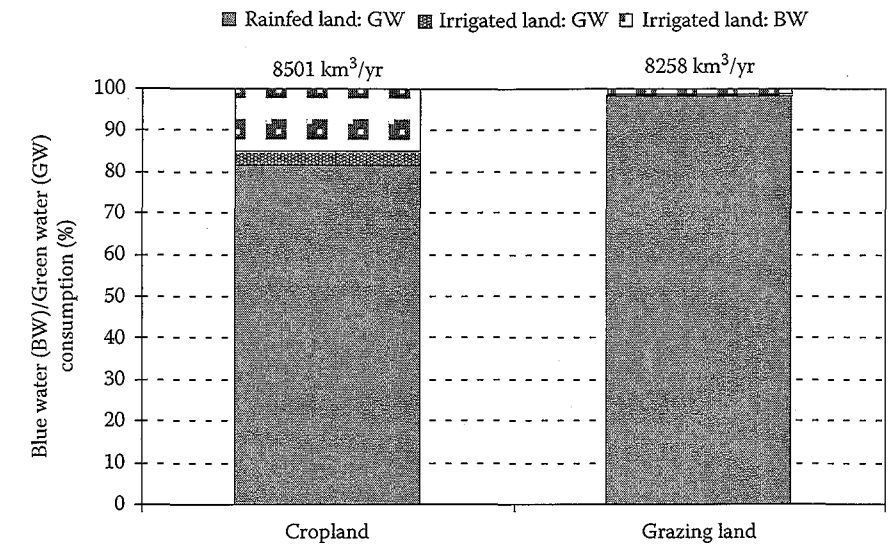 Rainfed land: GW Irrigated land: GW Irrigated land: BW
8501 km³/yr
8258 km³/yr
100
90
80
70
60
50
40
30
20
10
0
Blue water (BW)/Green water (GW)
consumption (%)
Cropland
Grazing land